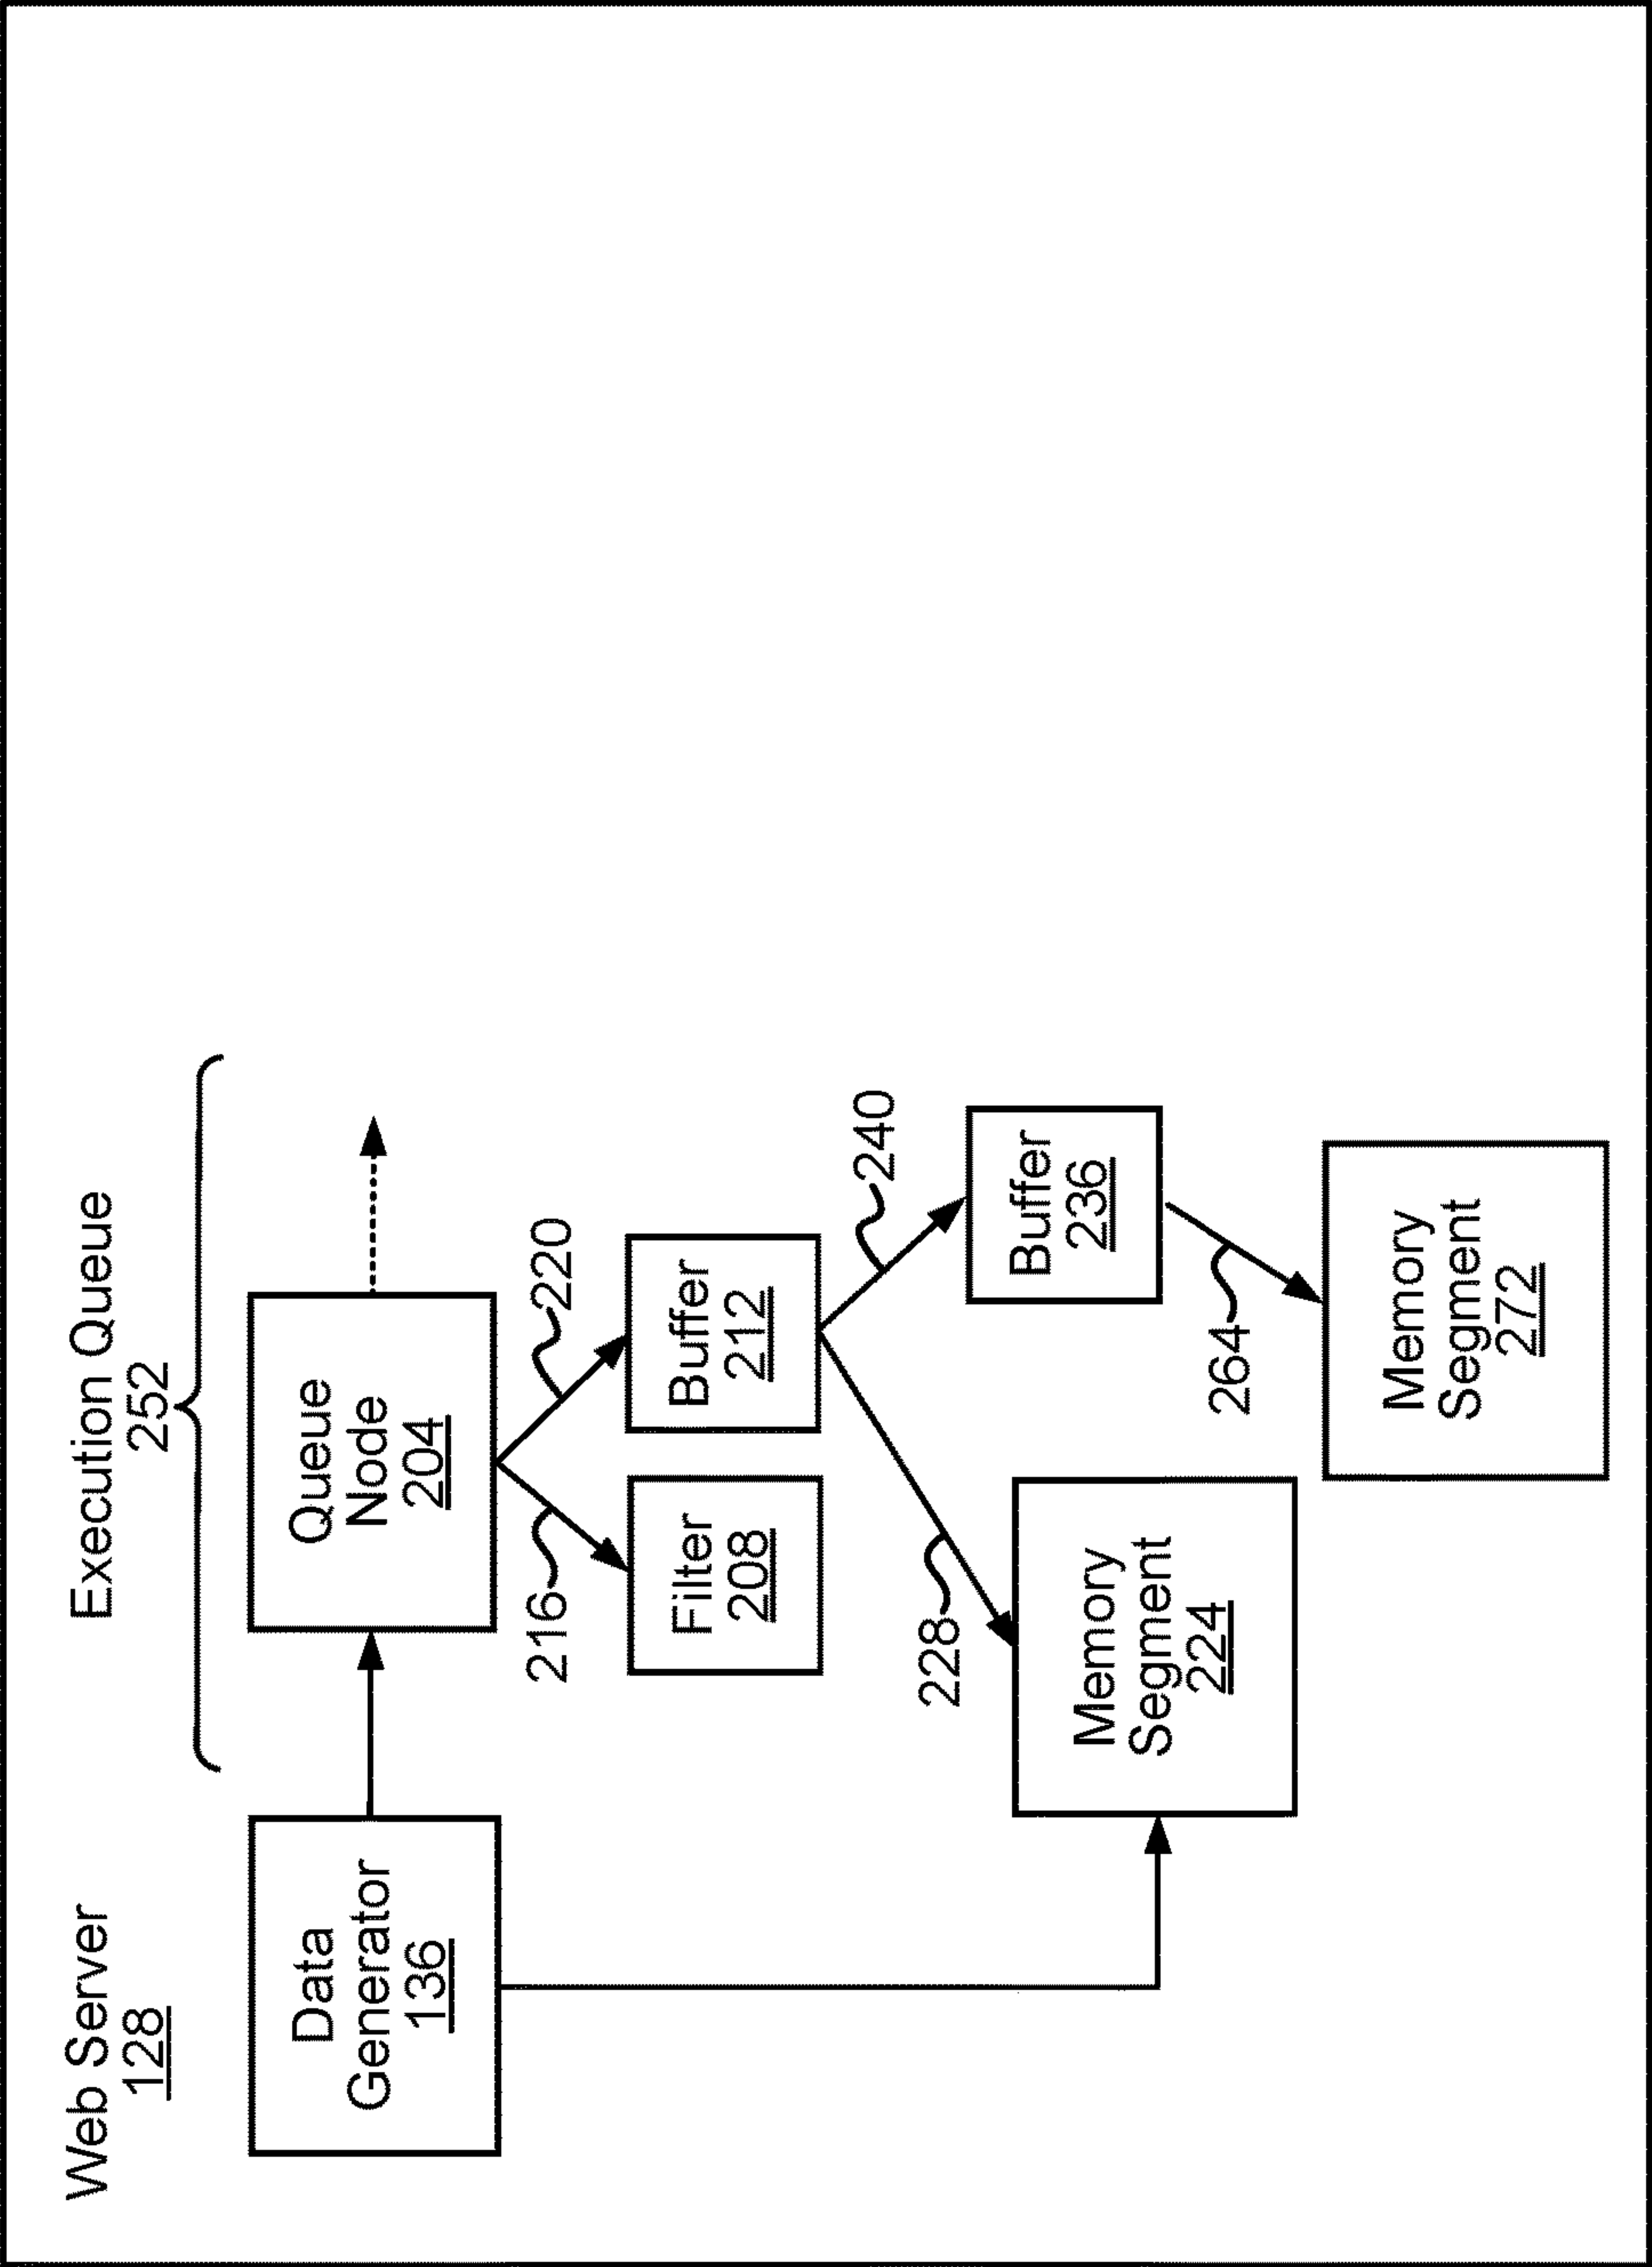 Web Server
128
Execution Queue
252
Data
Generator
136
Queue
Node
204
216
220
Filter
208
Buffer
212
228
240
Memory
Segment
224
Buffer
236
264
Memory
Segment
272